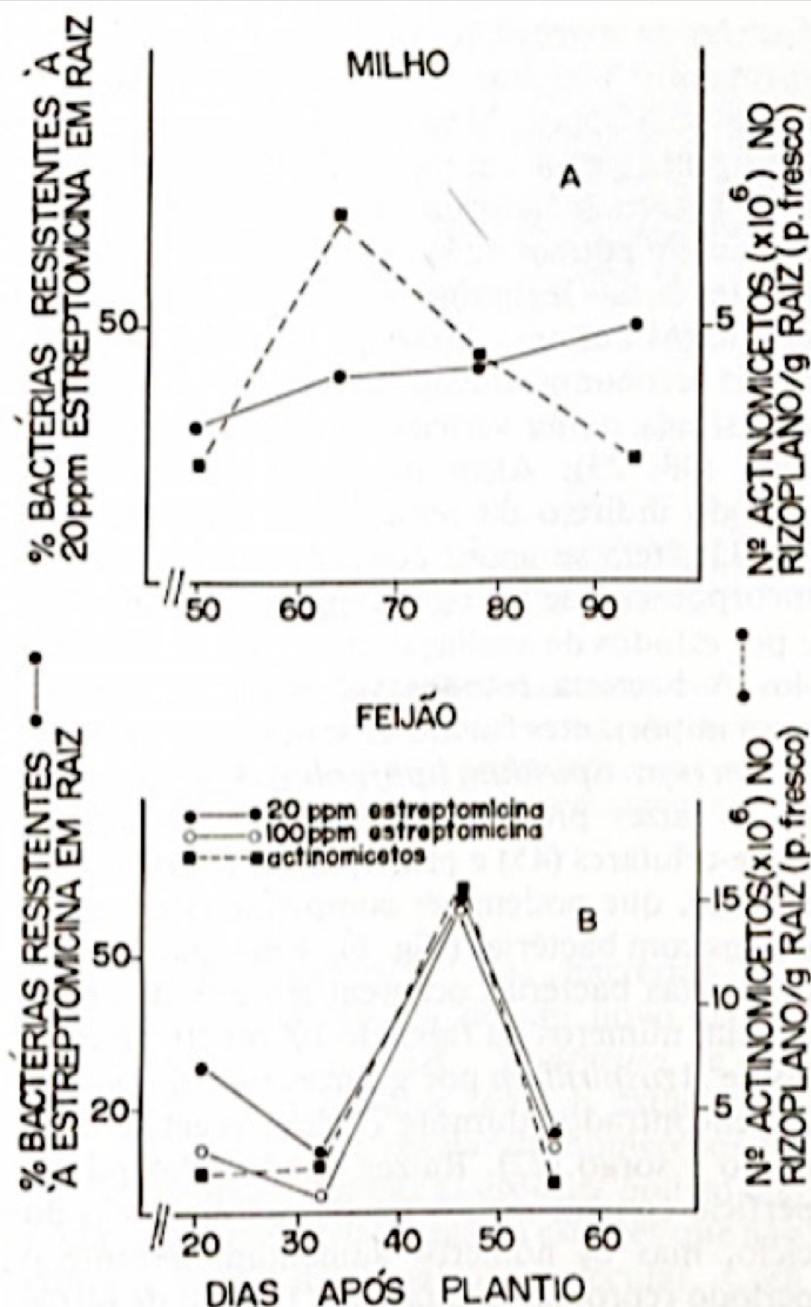 MILHO
A
% BACTÉRIAS RESISTENTES À
20ppm ESTREPTOMICINA EM RAIZ
50
Nº ACTINOMICETOS (x10⁶) NO
RIZOPLANO/g RAIZ (p. fresco)
5
50 60 70 80 90
FEIJÃO
20 ppm estreptomicina
100ppm estreptomicina
actinomicetos
B
% BACTÉRIAS RESISTENTES
À ESTREPTOMICINA EM RAIZ
50
20
Nº ACTINOMICETOS(x10⁶) NO
RIZOPLANO/g RAIZ (p. fresco)
15
10
5
20 30 40 50 60
DIAS APÓS PLANTIO